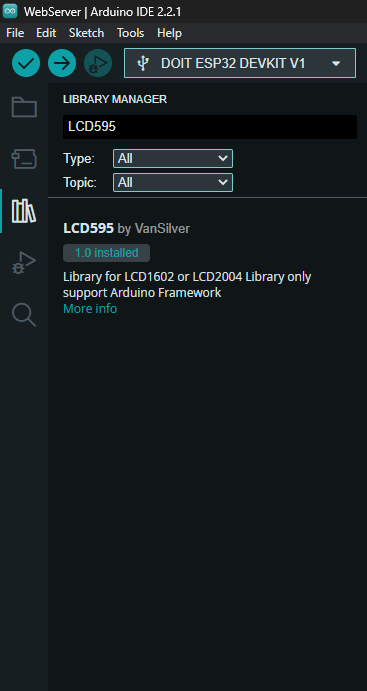 WebServer | Arduino IDE 2.2.1
File Edit Sketch Tools Help
DOIT ESP32 DEVKIT V1
LIBRARY MANAGER
LCD595
Type: All
Topic: All
LCD595 by VanSilver
1.0 installed
Library for LCD1602 or LCD2004 Library only
support Arduino Framework
More info